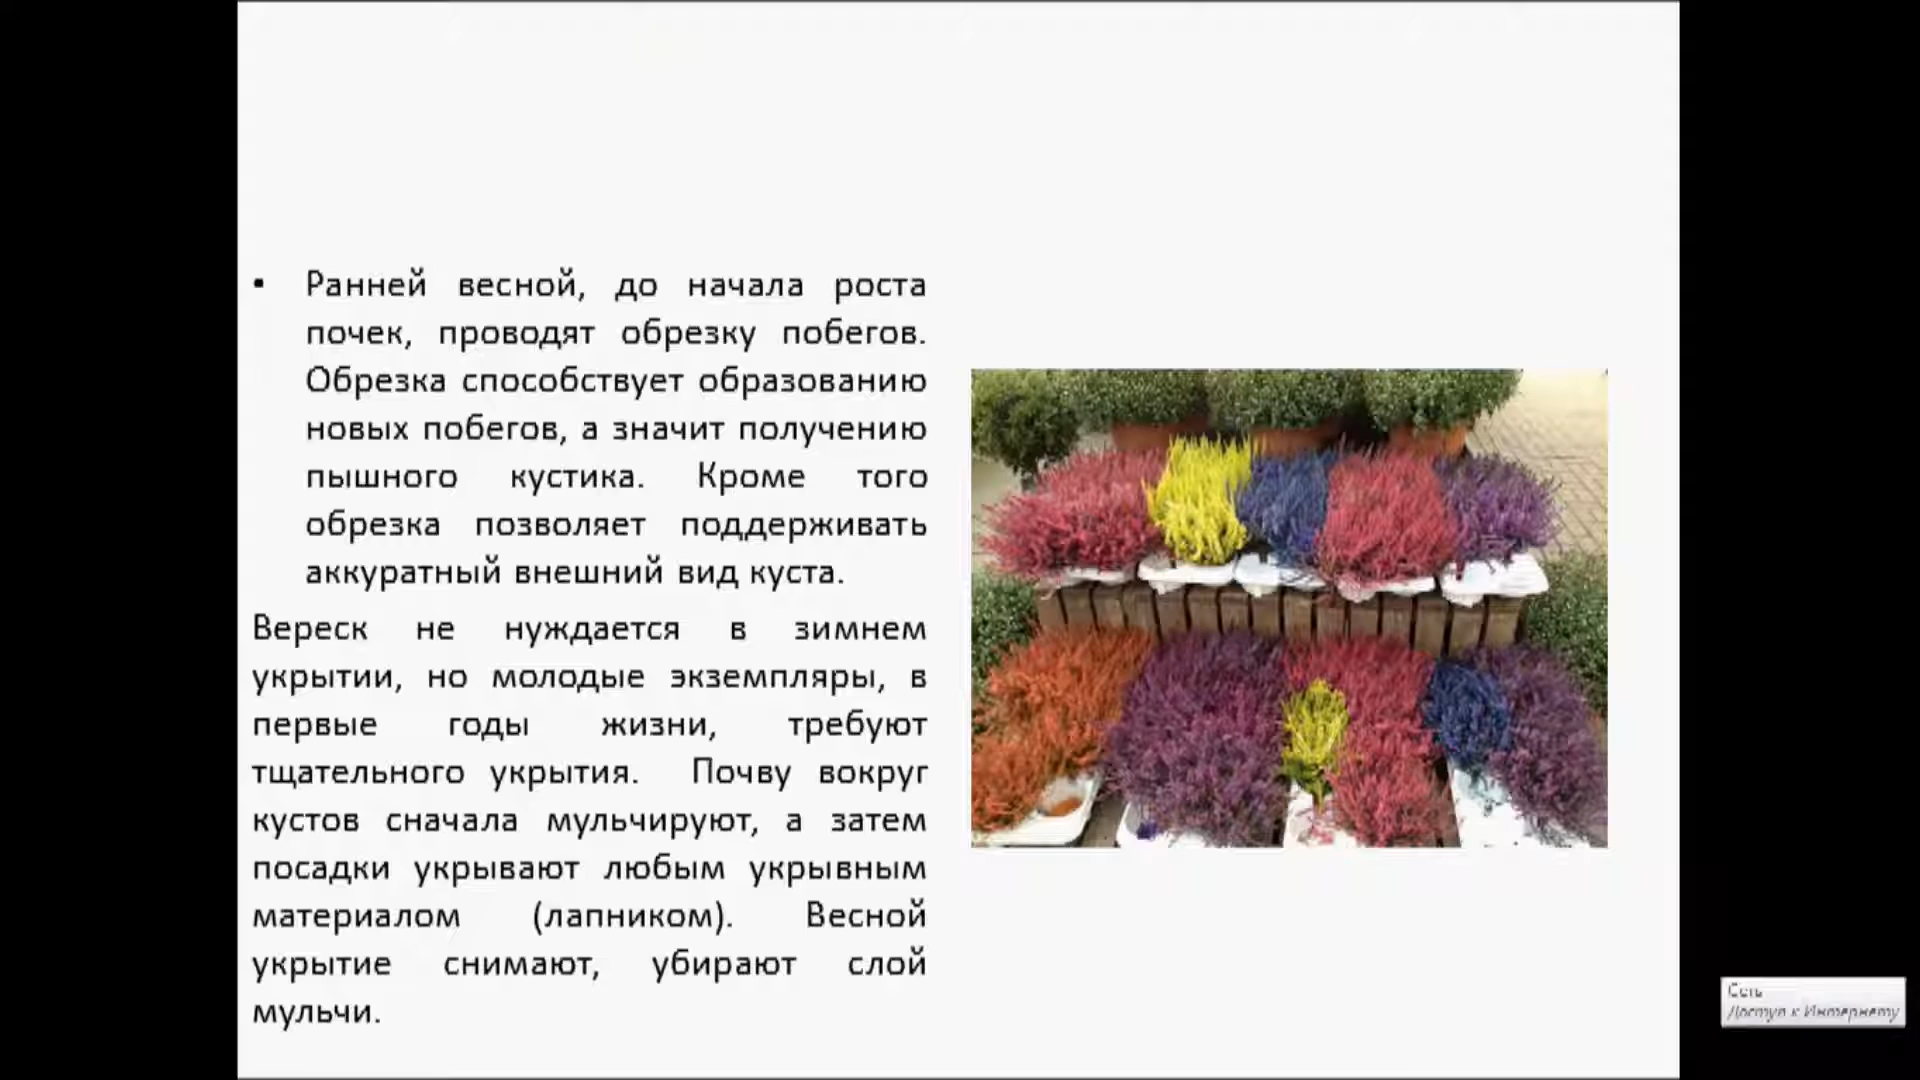 • Ранней весной, до начала роста
почек, проводят обрезку побегов.
Обрезка способствует образованию
новых побегов, а значит получению
пышного кустика. Кроме того
обрезка позволяет поддерживать
аккуратный внешний вид куста.
Вереск не нуждается в зимнем
укрытии, но молодые экземпляры, в
первые годы жизни, требуют
тщательного укрытия. Почву вокруг
кустов сначала мульчируют, а затем
посадки укрывают любым укрывным
материалом (лапником). Весной
укрытие снимают, убирают слой
мульчи.
Сеть
Доступ к Интернету